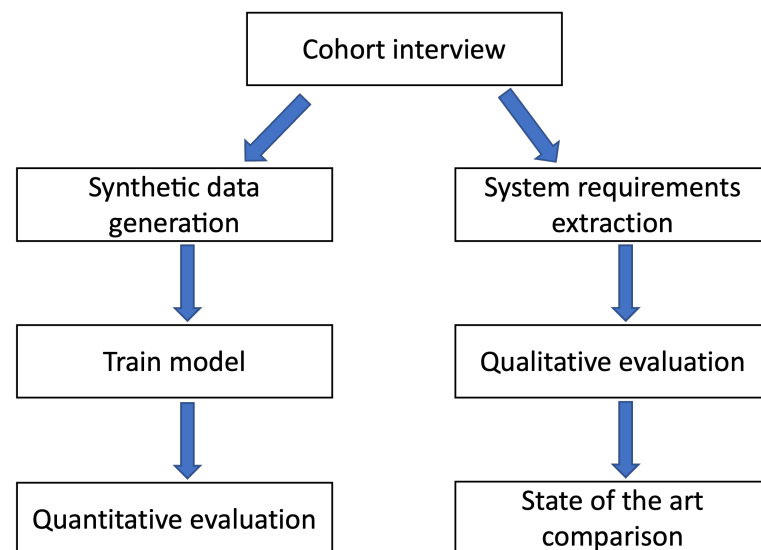 Cohort interview
Synthetic data
generation
System requirements
extraction
Train model
Qualitative evaluation
Quantitative evaluation
State of the art
comparison